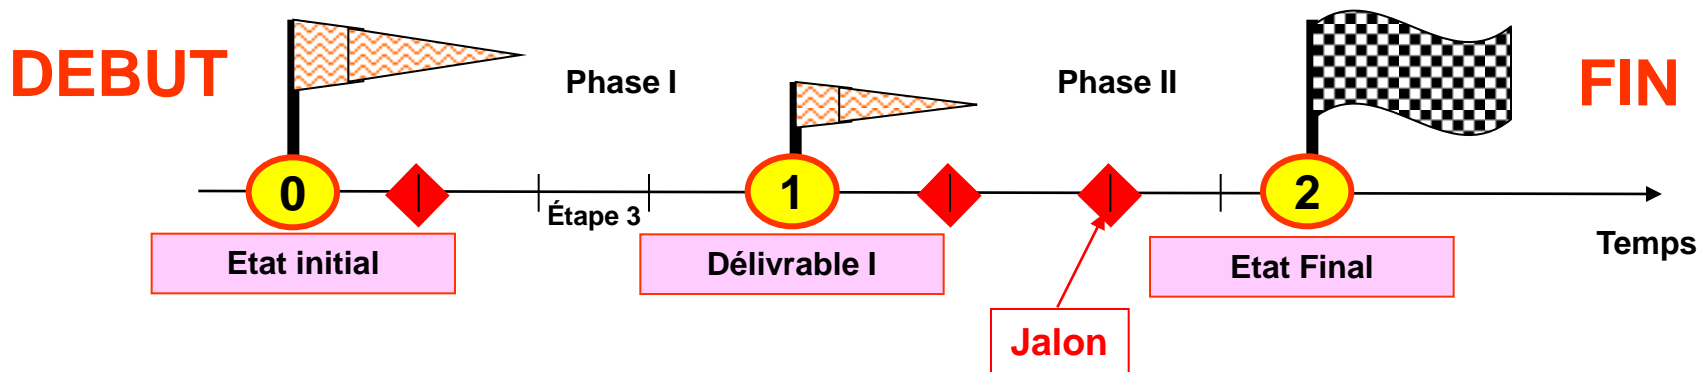 DEBUT
Phase I
Phase II
FIN
0
1
2
Étape 3
Temps
Etat initial
Délivrable I
Etat Final
Jalon